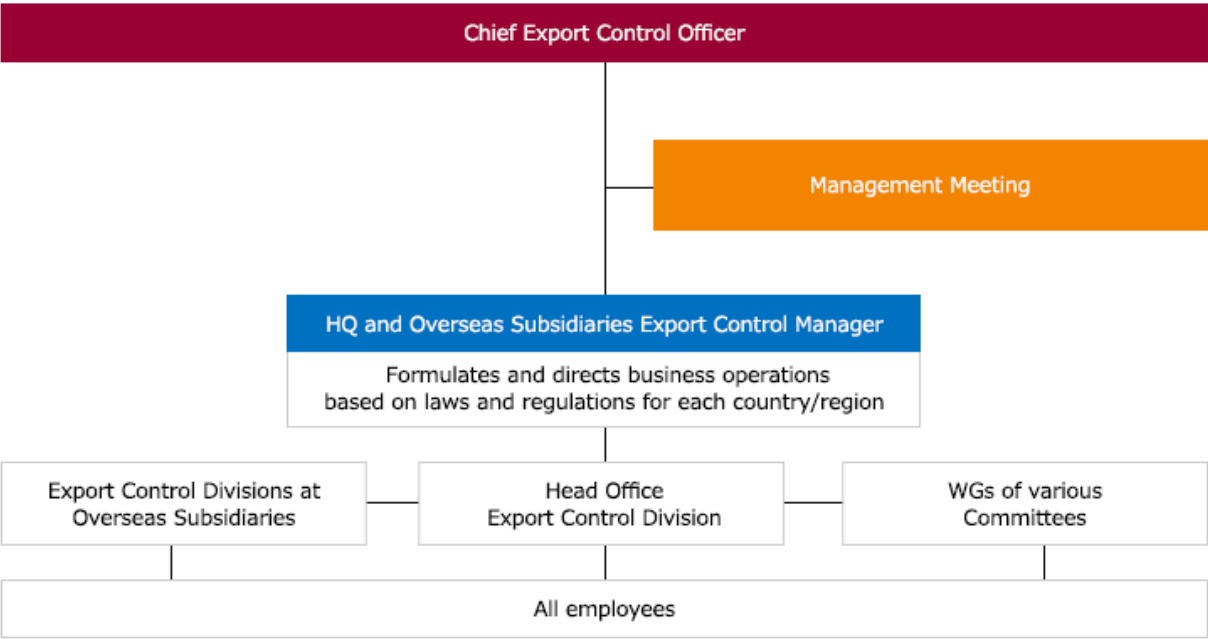 Chief Export Control Officer
Management Meeting
HQ and Overseas Subsidiaries Export Control Manager
Formulates and directs business operations
based on laws and regulations for each country/region
Export Control Divisions at
Overseas Subsidiaries
Head Office
Export Control Division
WGs of various
Committees
All employees